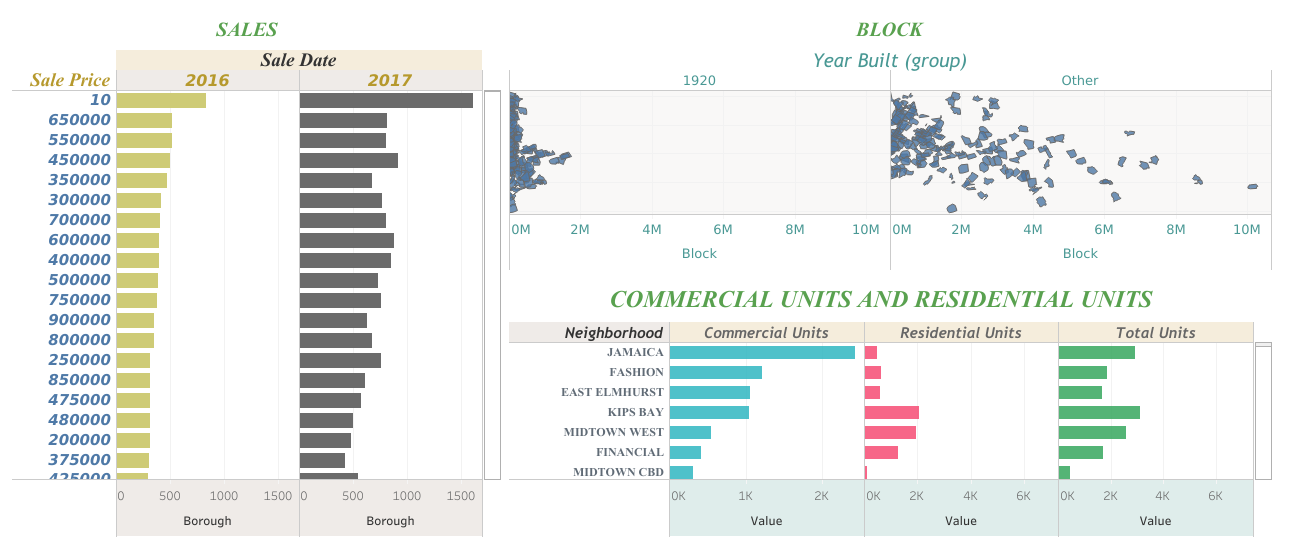 SALES
Sale Date
Sale Price 2016 2017
10
650000
550000
450000
350000
300000
700000
600000
400000
500000
750000
900000
800000
250000
850000
475000
480000
200000
375000
425000
0 500 1000 1500 0 500 1000 1500
Borough Borough
BLOCK
Year Built (group)
1920 Other
0M 2M 4M 6M 8M 10M 0M 2M 4M 6M 8M 10M
Block Block
COMMERCIAL UNITS AND RESIDENTIAL UNITS
Neighborhood Commercial Units Residential Units Total Units
JAMAICA
FASHION
EAST ELMHURST
KIPS BAY
MIDTOWN WEST
FINANCIAL
MIDTOWN CBD
0K 1K 2K 0K 2K 4K 6K 0K 2K 4K 6K
Value Value Value